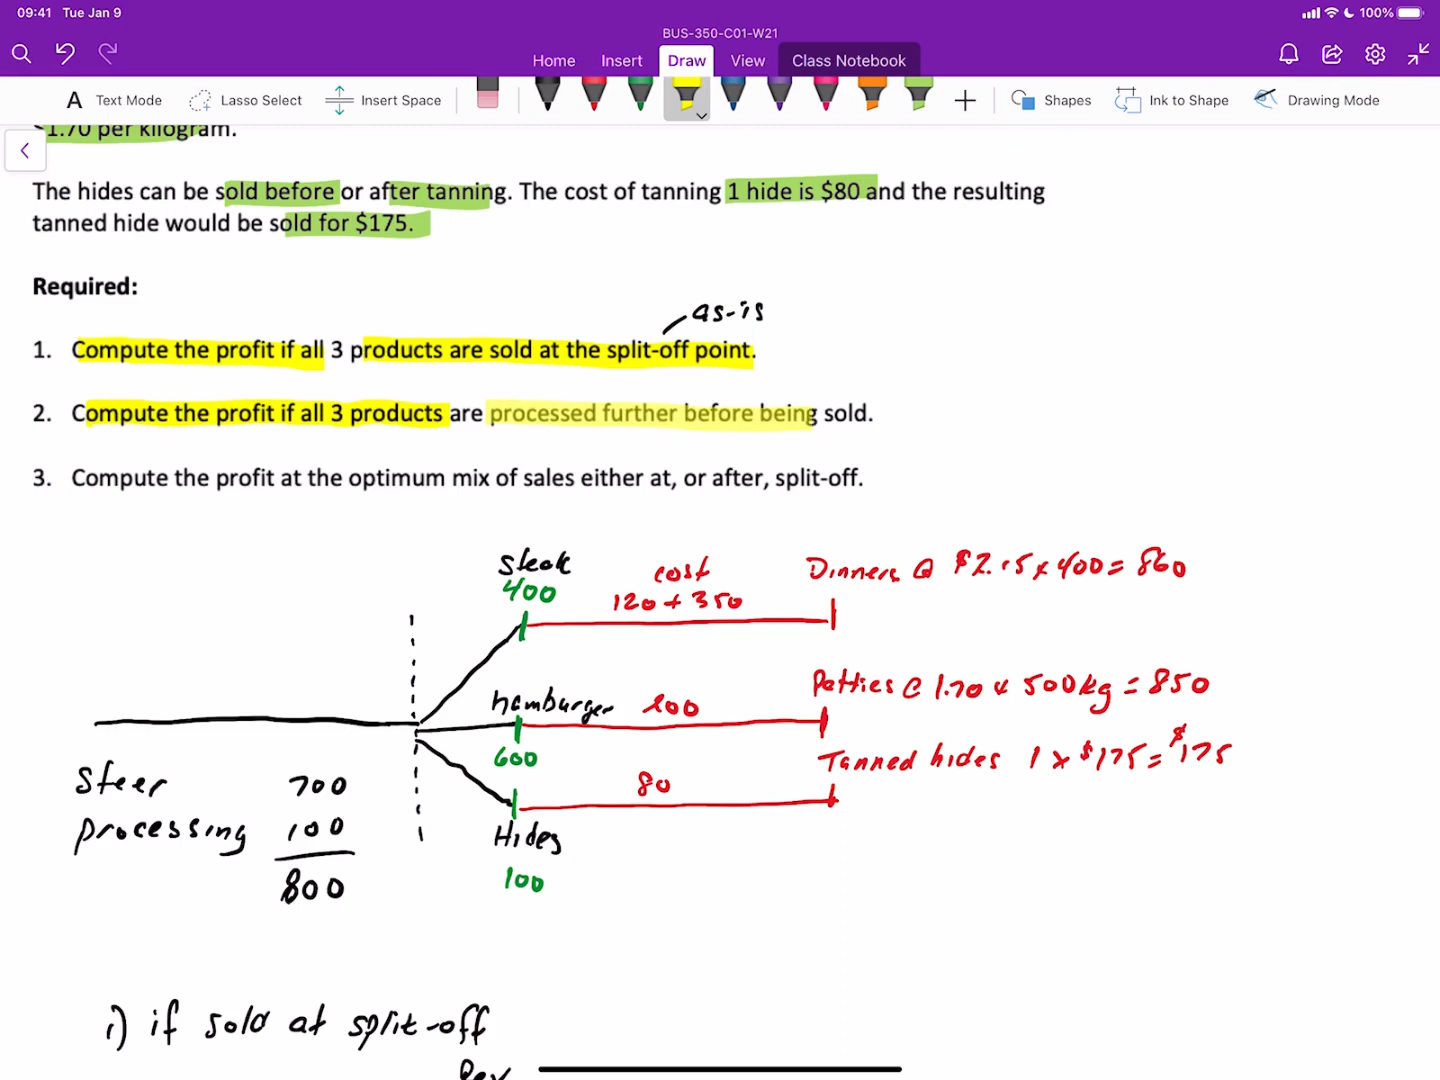 09:41 Tue Jan 9
100%
BUS-350-C01-W21
Home Insert Draw View Class Notebook
A Text Mode Lasso Select Insert Space Shapes Ink to Shape Drawing Mode
1.70 per kilogram.
The hides can be sold before or after tanning. The cost of tanning 1 hide is $80 and the resulting
tanned hide would be sold for $175.
Required:
as-is
1. Compute the profit if all 3 products are sold at the split-off point.
2. Compute the profit if all 3 products are processed further before being sold.
3. Compute the profit at the optimum mix of sales either at, or after, split-off.
Steak
400
cost
120 + 350
Dinners @ $2.15 x 400 = 860
hamburger
600
200
Patties @ 1.70 x 500kg = 850
Tanned hides 1 x $175 = $175
80
Hides
100
Steer 700
processing 100
800
1) if sold at split-off
Rev